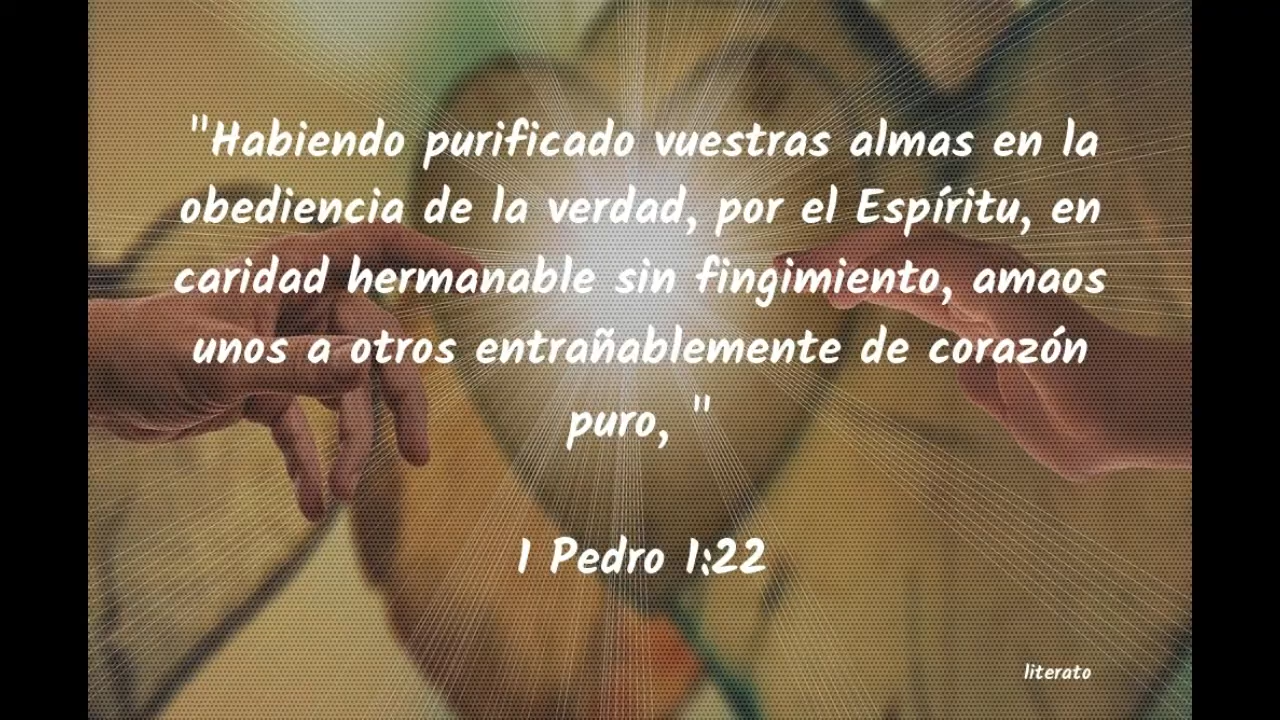 "Habiendo purificado vuestras almas en la
obediencia de la verdad, por el Espíritu, en
caridad hermanable sin fingimiento, amaos
unos a otros entrañablemente de corazón
puro, "
1 Pedro 1:22
literato